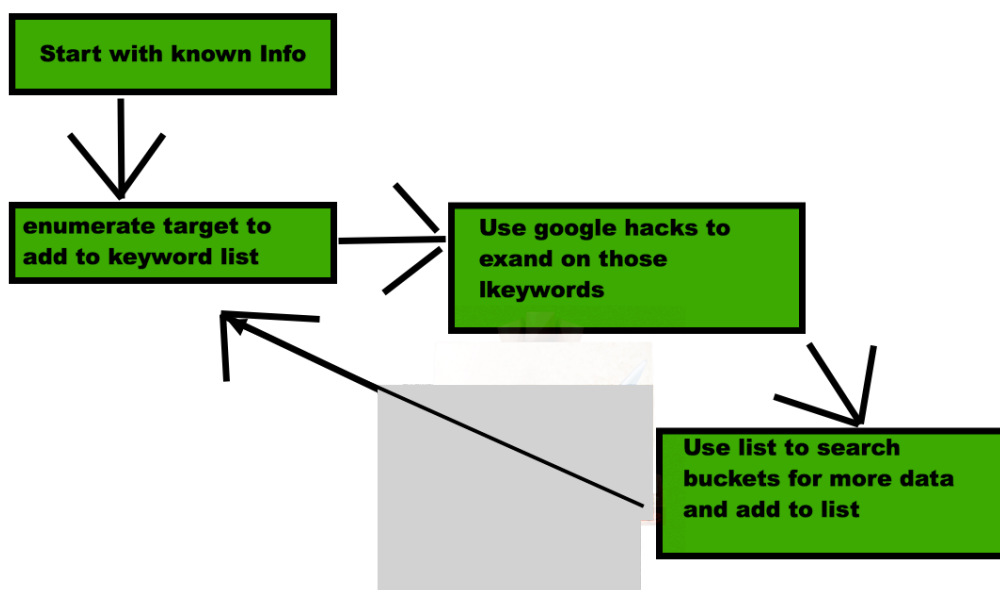 Start with known Info
enumerate target to
add to keyword list
Use google hacks to
exand on those
lkeywords
Use list to search
buckets for more data
and add to list